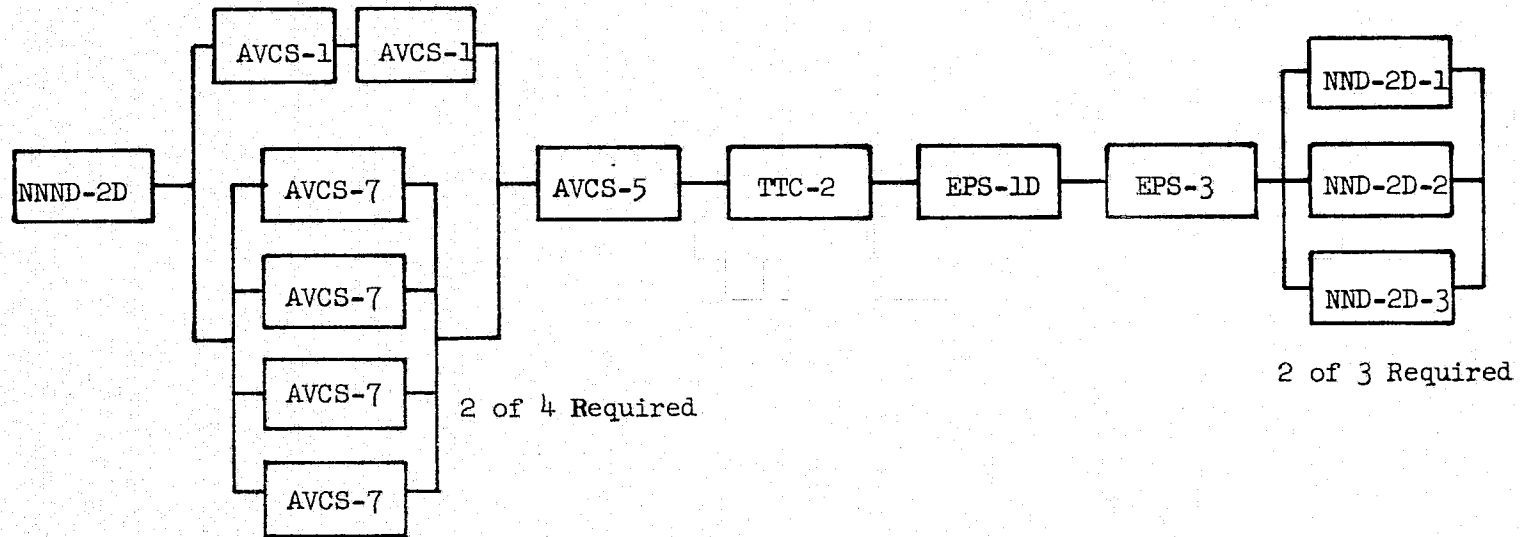 AVCS-1
AVCS-1
NNND-2D
AVCS-7
AVCS-7
AVCS-7
AVCS-7
2 of 4 Required
AVCS-5
TTC-2
EPS-1D
EPS-3
NND-2D-1
NND-2D-2
NND-2D-3
2 of 3 Required